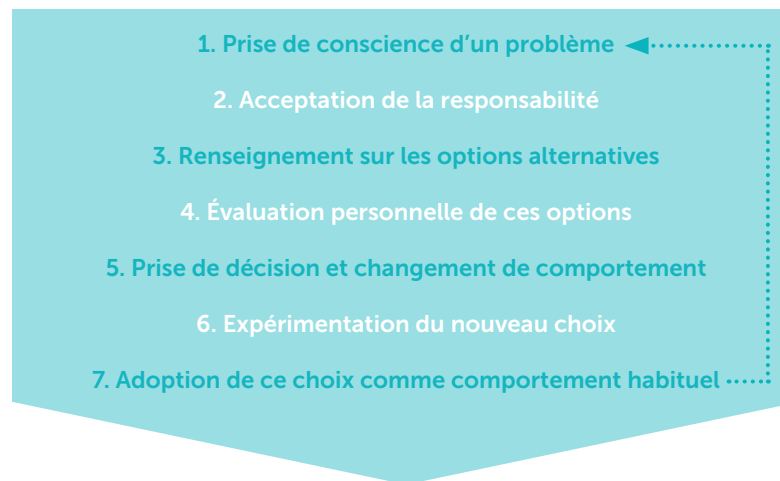 1. Prise de conscience d’un problème
2. Acceptation de la responsabilité
3. Renseignement sur les options alternatives
4. Évaluation personnelle de ces options
5. Prise de décision et changement de comportement
6. Expérimentation du nouveau choix
7. Adoption de ce choix comme comportement habituel